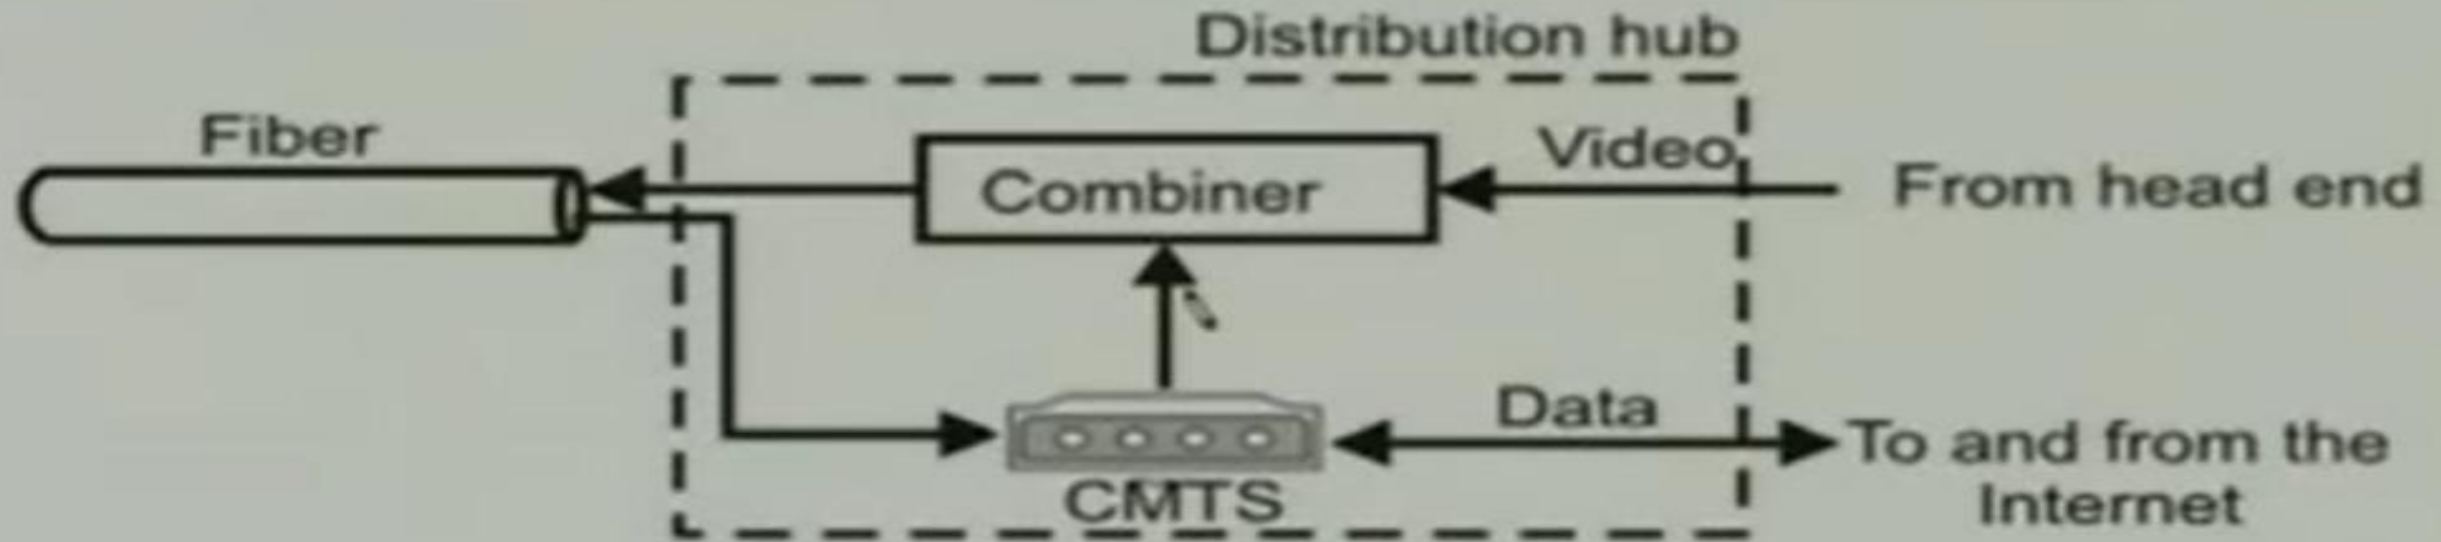 Distribution hub
Fiber
Combiner
Video
From head end
Data
To and from the
Internet
CMTS